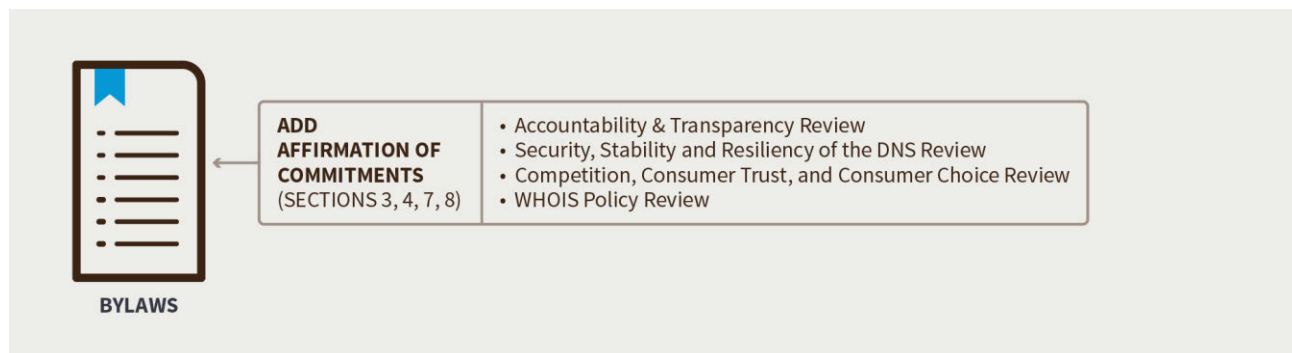 ADD
AFFIRMATION OF
COMMITMENTS
(SECTIONS 3, 4, 7, 8)
• Accountability & Transparency Review
• Security, Stability and Resiliency of the DNS Review
• Competition, Consumer Trust, and Consumer Choice Review
• WHOIS Policy Review
BYLAWS